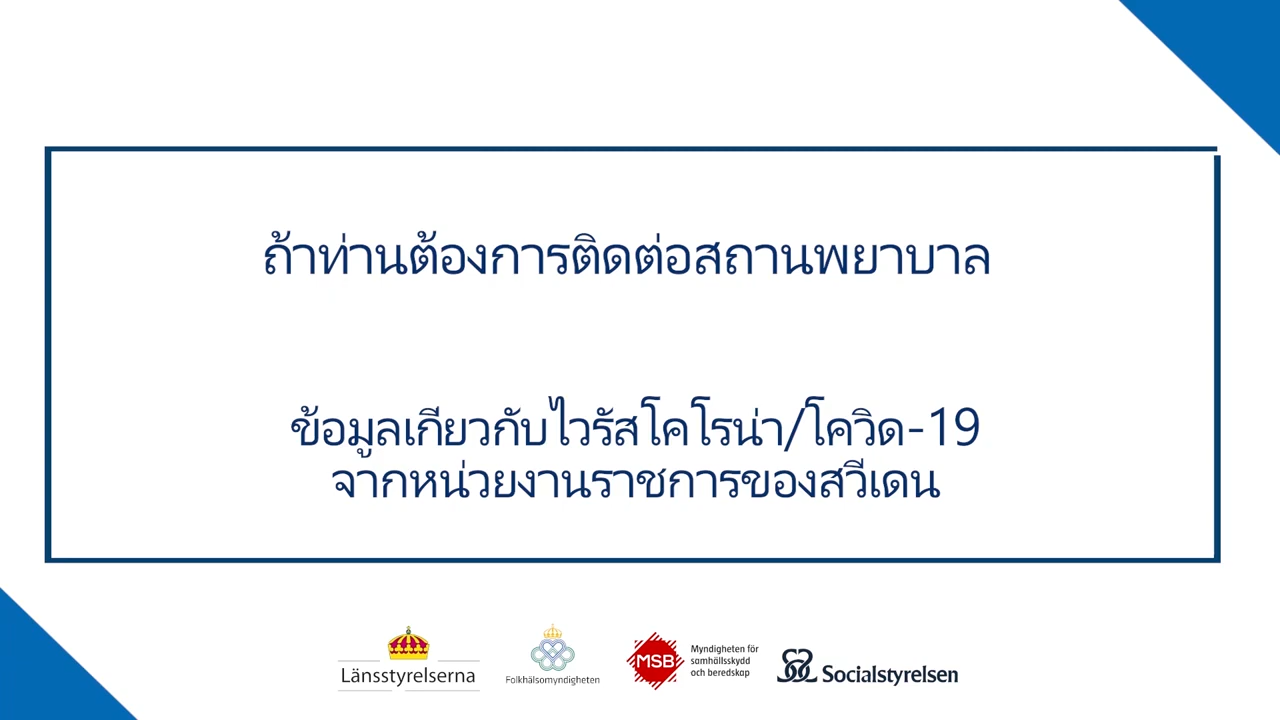 ถ้าท่านต้องการติดต่อสถานพยาบาล
ข้อมูลเกียวกับไวรัสโคโรน่า/โควิด-19
จากหน่วยงานราชการของสวีเดน
Länsstyrelserna
Folkhälsomyndigheten
MSB
Myndigheten för
samhällsskydd
och beredskap
Socialstyrelsen